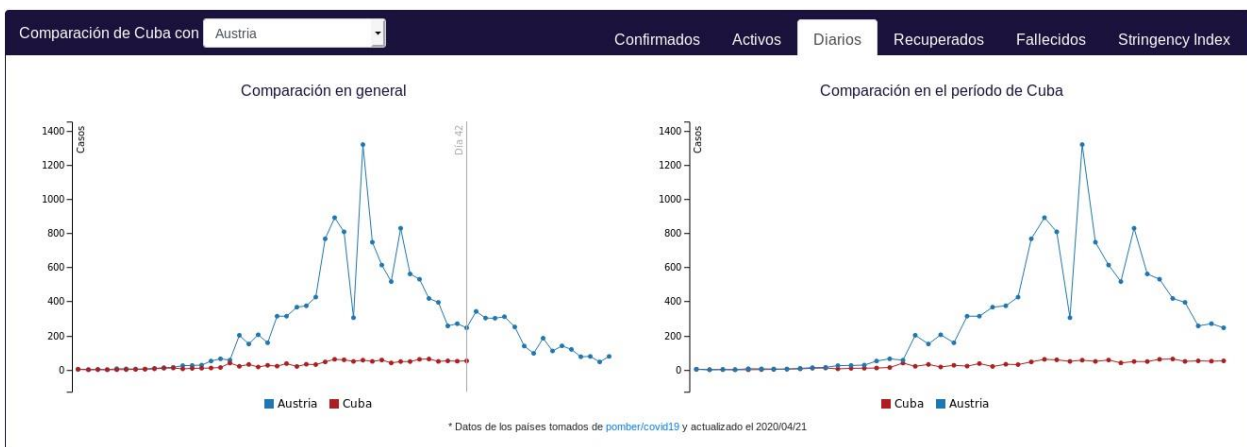 Comparación de Cuba con Austria
Confirmados Activos Diarios Recuperados Fallecidos Stringency Index
Comparación en general
Casos
1400
1200
1000
800
600
400
200
0
Día 42
Austria Cuba
Comparación en el período de Cuba
Casos
1400
1200
1000
800
600
400
200
0
Cuba Austria
* Datos de los países tomados de pomber/covid19 y actualizado el 2020/04/21